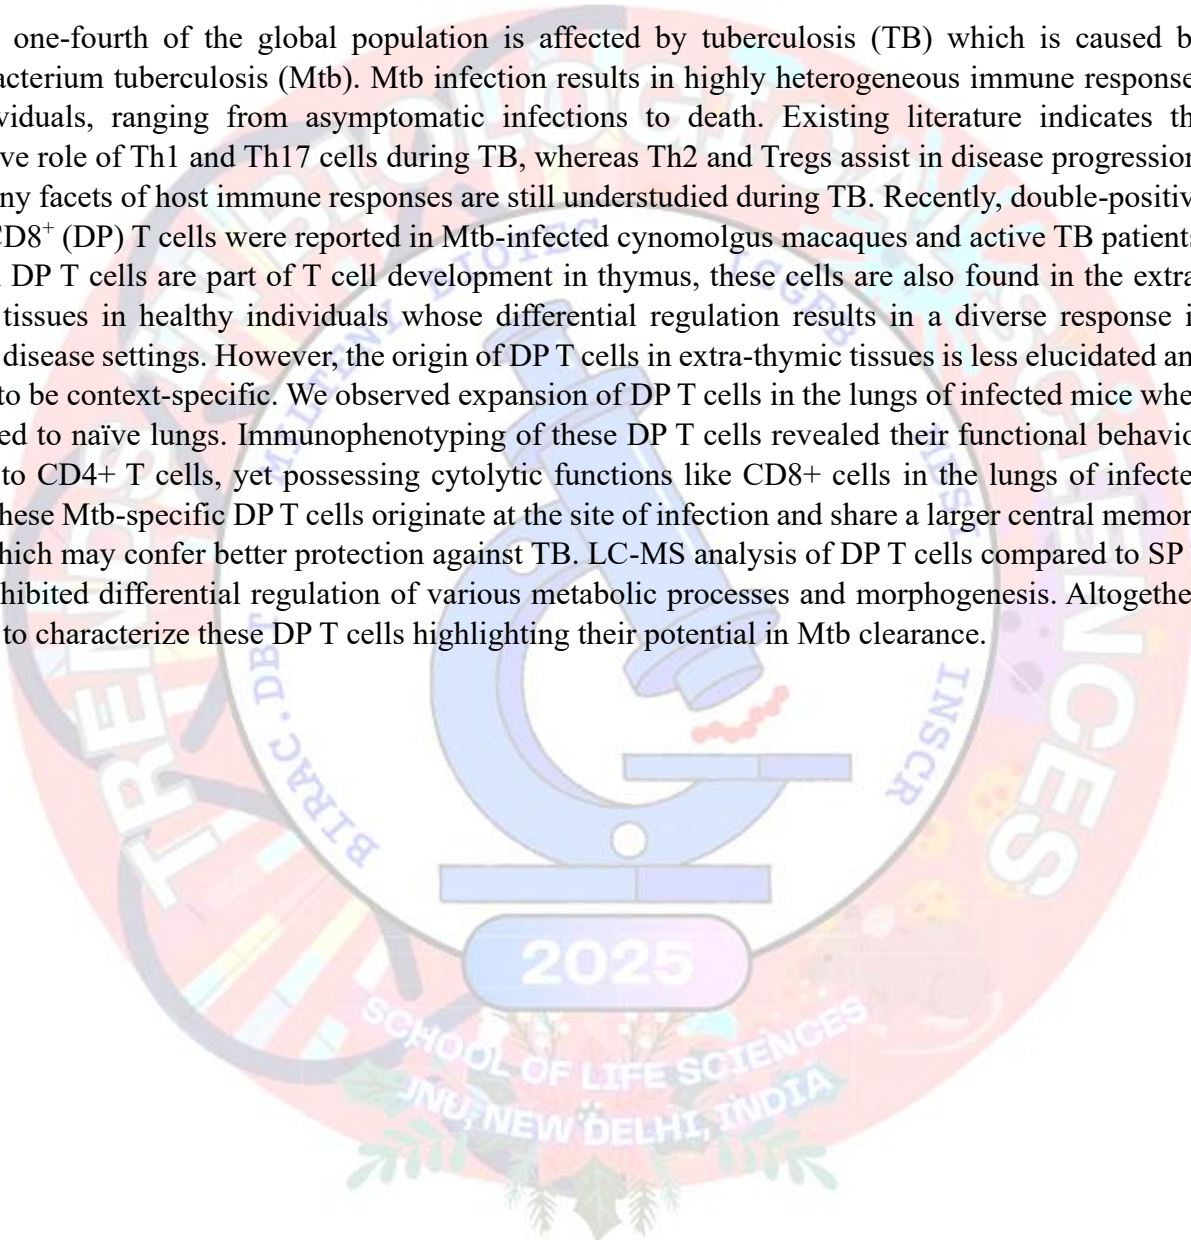 one-fourth of the global population is affected by tuberculosis (TB) which is caused b
acterium tuberculosis (Mtb). Mtb infection results in highly heterogeneous immune response
viduals, ranging from asymptomatic infections to death. Existing literature indicates th
ve role of Th1 and Th17 cells during TB, whereas Th2 and Tregs assist in disease progression
ny facets of host immune responses are still understudied during TB. Recently, double-positiv
CD8⁺ (DP) T cells were reported in Mtb-infected cynomolgus macaques and active TB patients
DP T cells are part of T cell development in thymus, these cells are also found in the extra
tissues in healthy individuals whose differential regulation results in a diverse response i
disease settings. However, the origin of DP T cells in extra-thymic tissues is less elucidated an
to be context-specific. We observed expansion of DP T cells in the lungs of infected mice whe
ed to naïve lungs. Immunophenotyping of these DP T cells revealed their functional behavio
to CD4+ T cells, yet possessing cytolytic functions like CD8+ cells in the lungs of infecte
hese Mtb-specific DP T cells originate at the site of infection and share a larger central memor
hich may confer better protection against TB. LC-MS analysis of DP T cells compared to SP T
hibited differential regulation of various metabolic processes and morphogenesis. Altogethe
to characterize these DP T cells highlighting their potential in Mtb clearance.
TRENDS IN BIOLOGICAL SCIENCES
MILTENYI BIOTEC
ICGEB
BIRAC.DBT
INSCR
2025
SCHOOL OF LIFE SCIENCES
JNU, NEW DELHI, INDIA